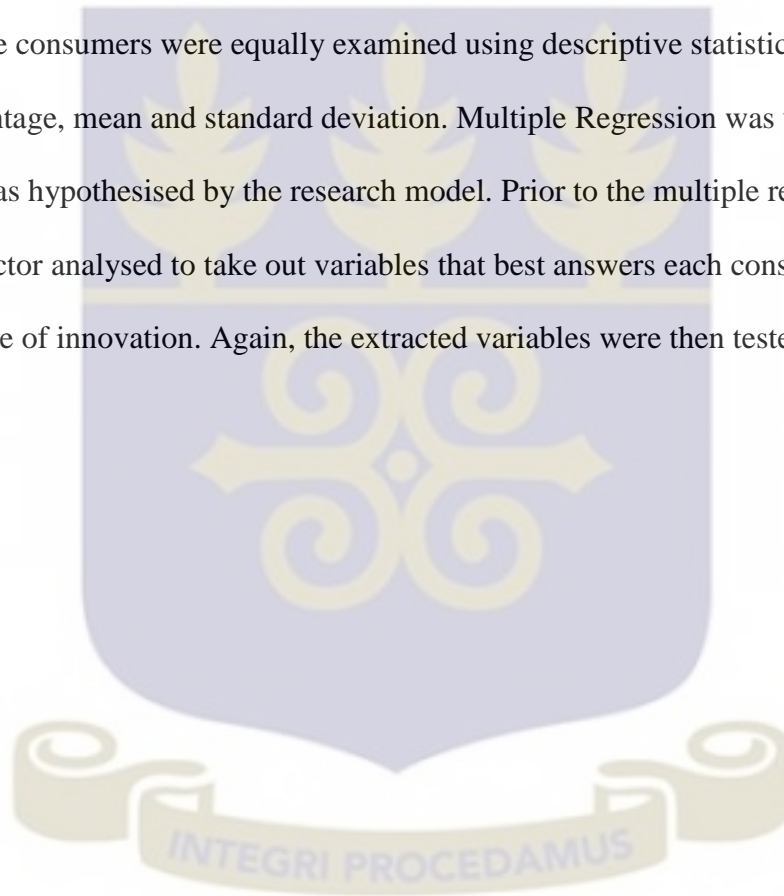 e consumers were equally examined using descriptive statistic
ntage, mean and standard deviation. Multiple Regression was
as hypothesised by the research model. Prior to the multiple re
ctor analysed to take out variables that best answers each cons
e of innovation. Again, the extracted variables were then teste
INTEGRI PROCEDAMUS